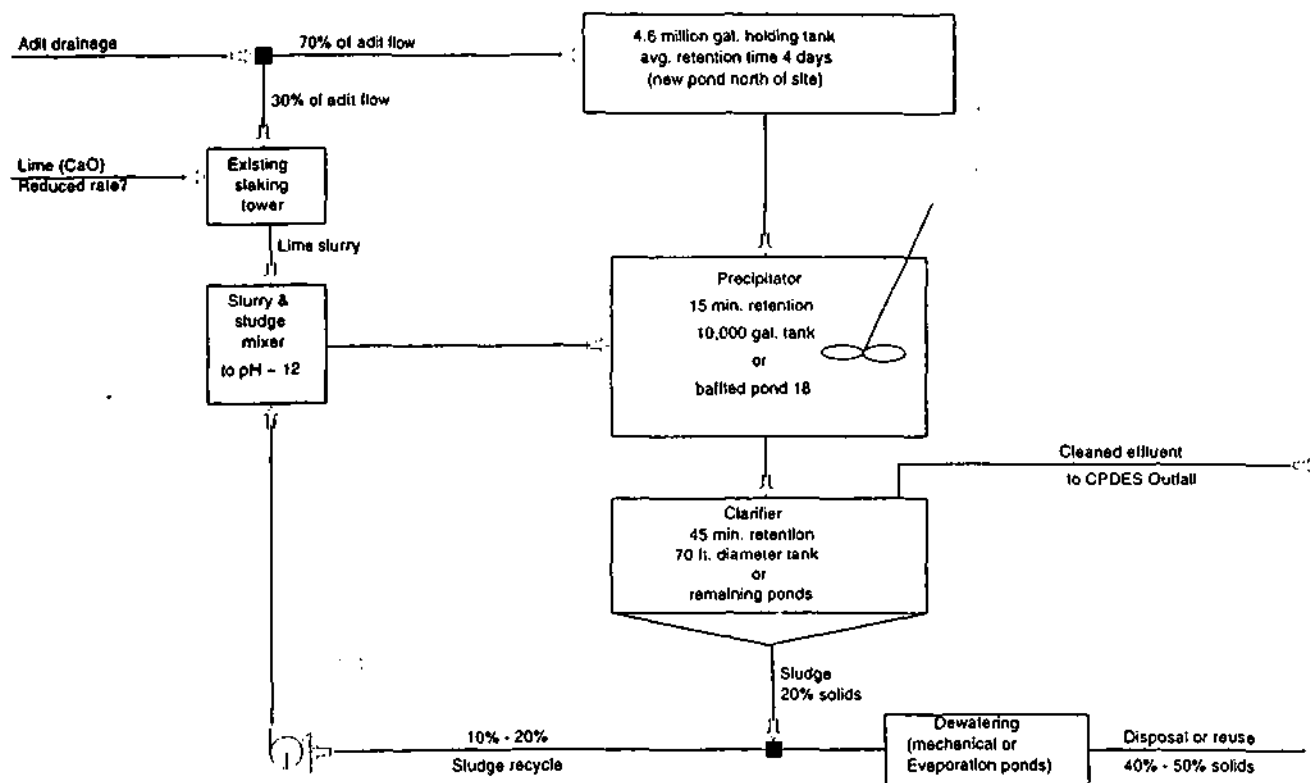 Adit drainage
70% of adit flow
4.6 million gal. holding tank
avg. retention time 4 days
(new pond north of site)
30% of adit flow
Lime (CaO)
Reduced rate?
Existing
slaking
tower
Lime slurry
Slurry &
sludge
mixer
to pH ~ 12
Precipitator
15 min. retention
10,000 gal. tank
or
baffled pond 18
Cleaned effluent
to CPDES Outfall
Clarifier
45 min. retention
70 ft. diameter tank
or
remaining ponds
Sludge
20% solids
10% - 20%
Sludge recycle
Dewatering
(mechanical or
Evaporation ponds)
Disposal or reuse
40% - 50% solids